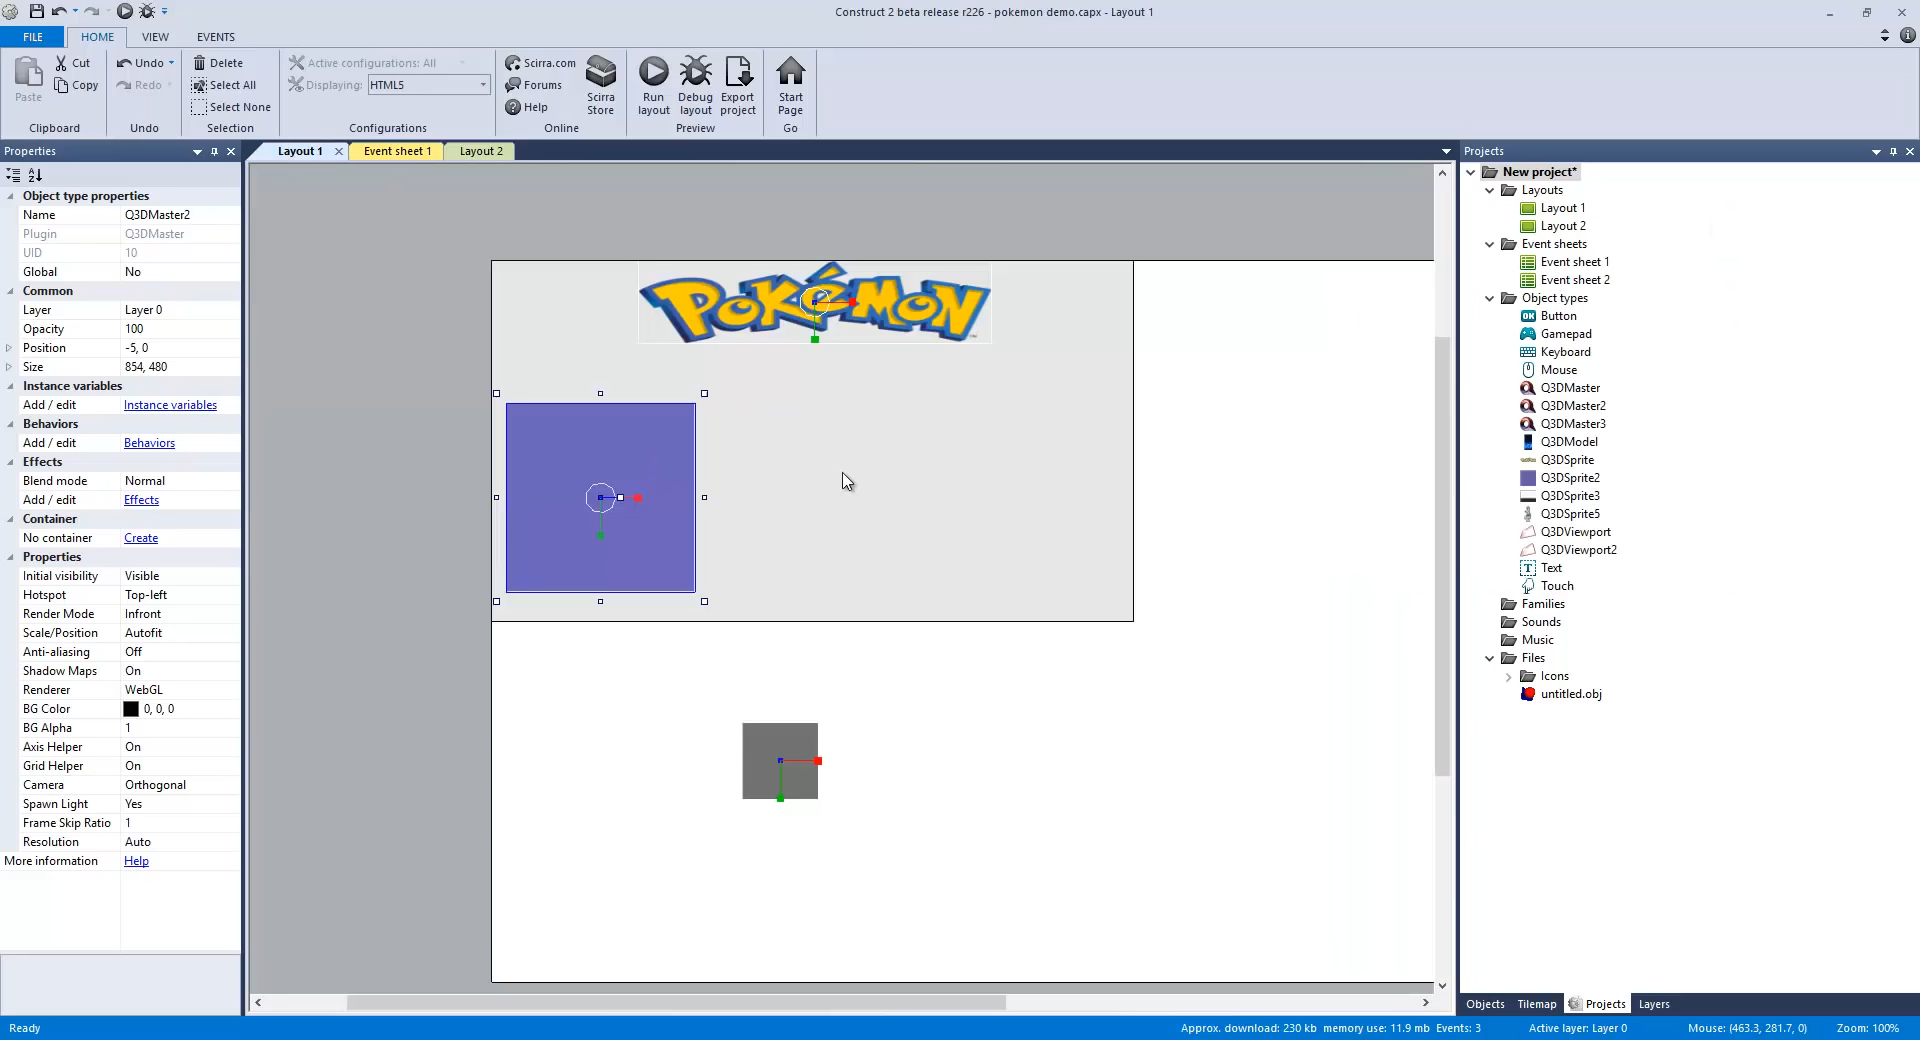 Construct 2 beta release r226 - pokemon demo.capx - Layout 1
FILE HOME VIEW EVENTS
Paste Cut Copy Clipboard
Undo Redo Undo
Delete Select All Select None Selection
Active configurations: All
Displaying: HTML5
Configurations
Scirra.com Forums Help Scirra Store Online
Run layout Debug layout Export project Preview
Start Page Go
Properties
Layout 1 Event sheet 1 Layout 2
Projects
Object type properties
Name Q3DMaster2
Plugin Q3DMaster
UID 10
Global No
Common
Layer Layer 0
Opacity 100
Position -5, 0
Size 854, 480
Instance variables
Add / edit Instance variables
Behaviors
Add / edit Behaviors
Effects
Blend mode Normal
Add / edit Effects
Container
No container Create
Properties
Initial visibility Visible
Hotspot Top-left
Render Mode Infront
Scale/Position Autofit
Anti-aliasing Off
Shadow Maps On
Renderer WebGL
BG Color 0, 0, 0
BG Alpha 1
Axis Helper On
Grid Helper On
Camera Orthogonal
Spawn Light Yes
Frame Skip Ratio 1
Resolution Auto
More information Help
POKéMON
New project*
Layouts
Layout 1
Layout 2
Event sheets
Event sheet 1
Event sheet 2
Object types
OK Button
Gamepad
Keyboard
Mouse
Q3DMaster
Q3DMaster2
Q3DMaster3
Q3DModel
Q3DSprite
Q3DSprite2
Q3DSprite3
Q3DSprite5
Q3DViewport
Q3DViewport2
T Text
Touch
Families
Sounds
Music
Files
Icons
untitled.obj
Objects Tilemap Projects Layers
Ready Approx. download: 230 kb memory use: 11.9 mb Events: 3 Active layer: Layer 0 Mouse: (463.3, 281.7, 0) Zoom: 100%